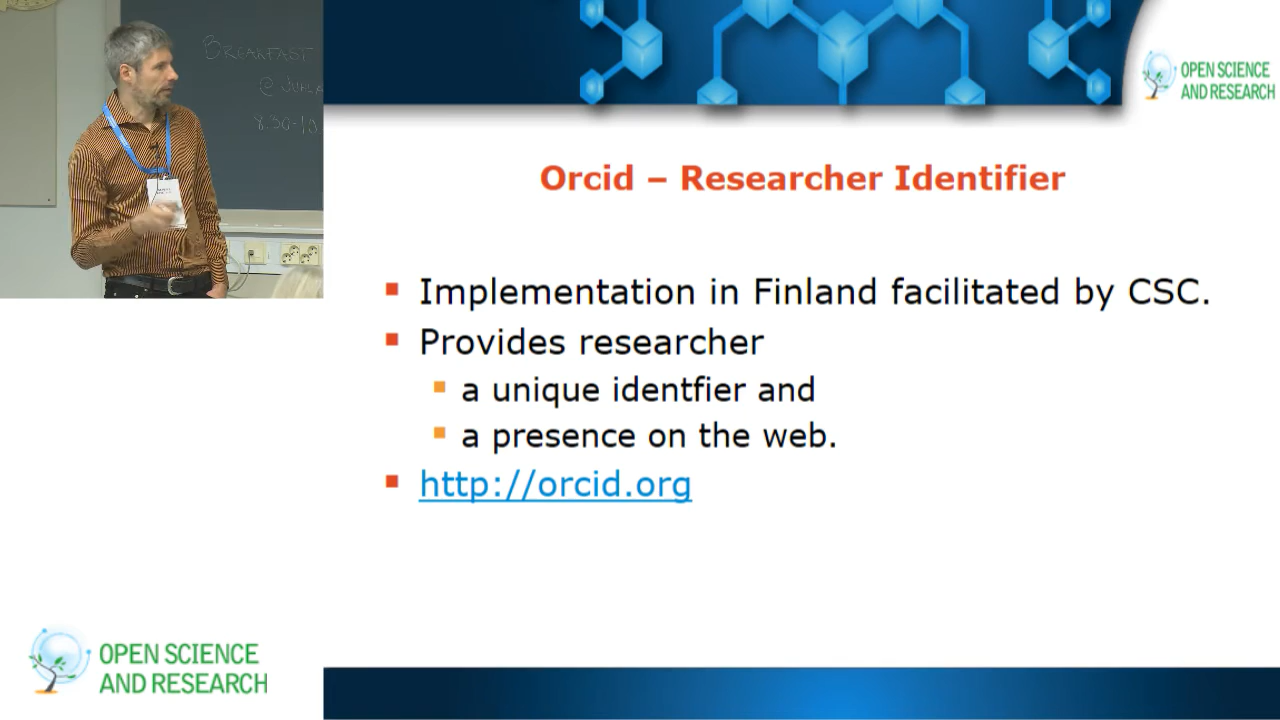 BREAKFAST
OPEN SCIENCE
AND RESEARCH
Orcid – Researcher Identifier
Implementation in Finland facilitated by CSC.
Provides researcher
a unique identfier and
a presence on the web.
http://orcid.org
OPEN SCIENCE
AND RESEARCH